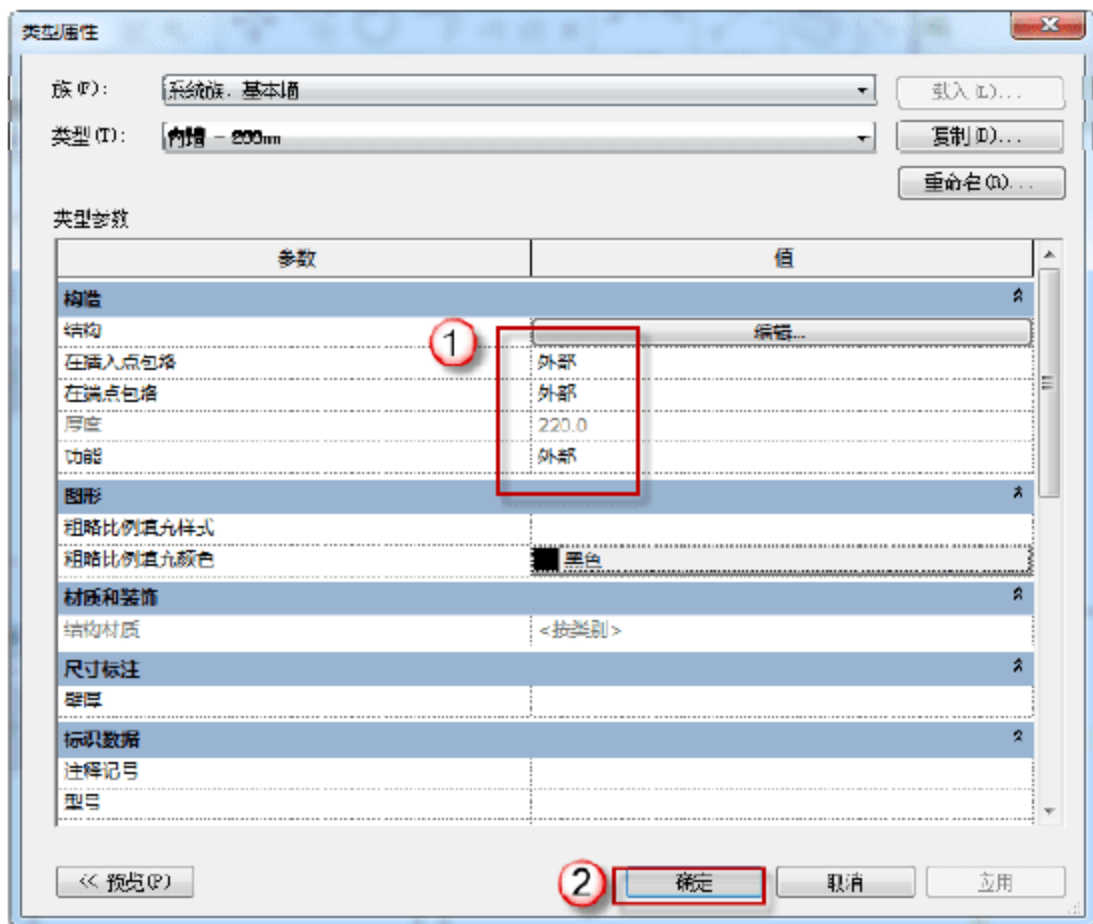 类型属性
族(F): 系统族：基本墙 载入(L)...
类型(T): 内墙 - 200mm 复制(D)...
重命名(R)...
类型参数
参数 值
构造
结构 编辑...
1
在插入点包络 外部
在端点包络 外部
厚度 220.0
功能 外部
图形
粗略比例填充样式
粗略比例填充颜色 黑色
材质和装饰
结构材质 <按类别>
尺寸标注
壁厚
标识数据
注释记号
型号
<< 预览(P) 2 确定 取消 应用